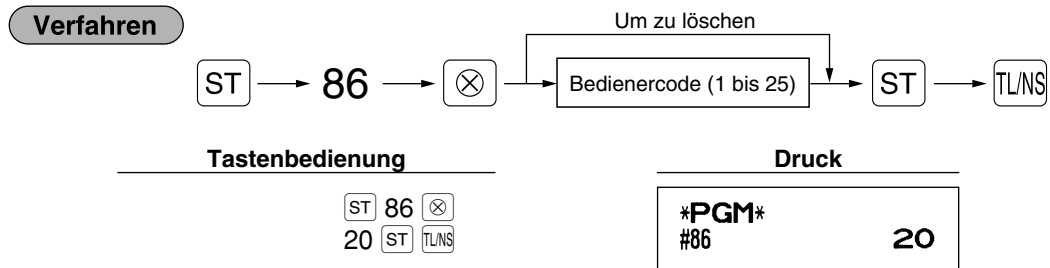 Verfahren
Um zu löschen
ST 86 ⊗ Bedienercode (1 bis 25) ST TL/NS
Tastenbedienung
ST 86 ⊗
20 ST TL/NS
Druck
*PGM*
#86 20